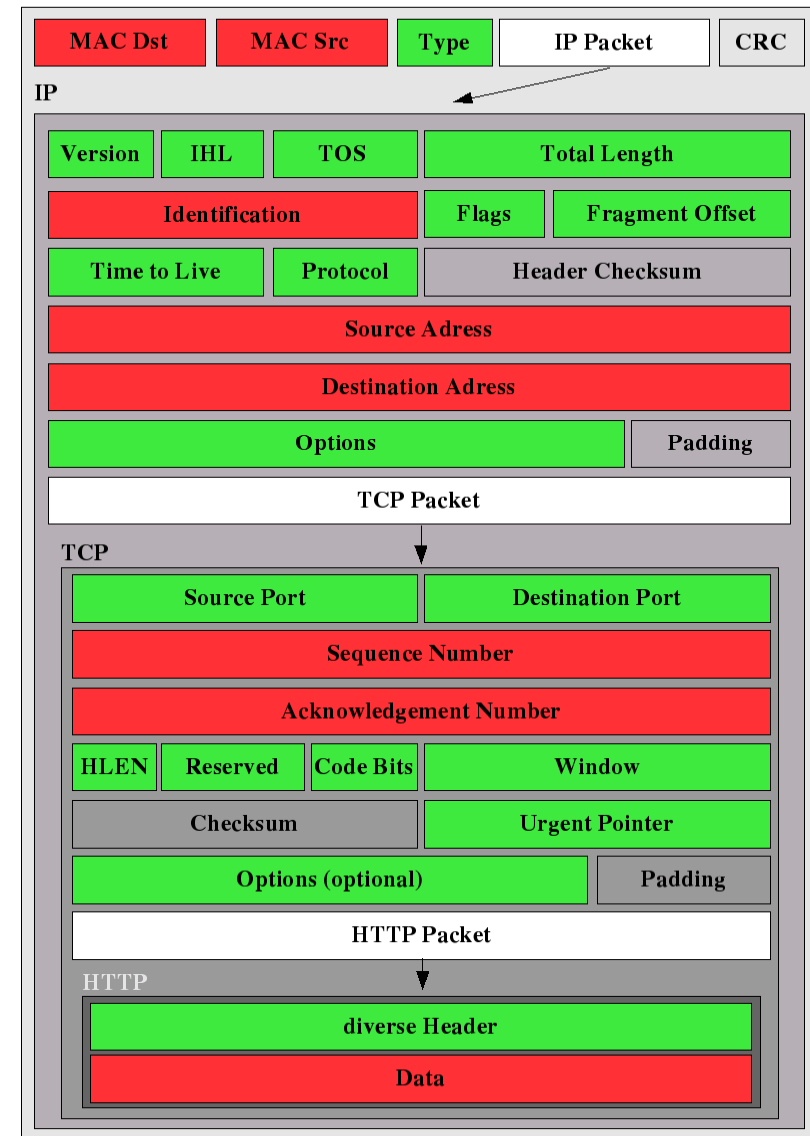 MAC Dst MAC Src Type IP Packet CRC
IP
Version IHL TOS Total Length
Identification Flags Fragment Offset
Time to Live Protocol Header Checksum
Source Adress
Destination Adress
Options Padding
TCP Packet
TCP
Source Port Destination Port
Sequence Number
Acknowledgement Number
HLEN Reserved Code Bits Window
Checksum Urgent Pointer
Options (optional) Padding
HTTP Packet
HTTP
diverse Header
Data